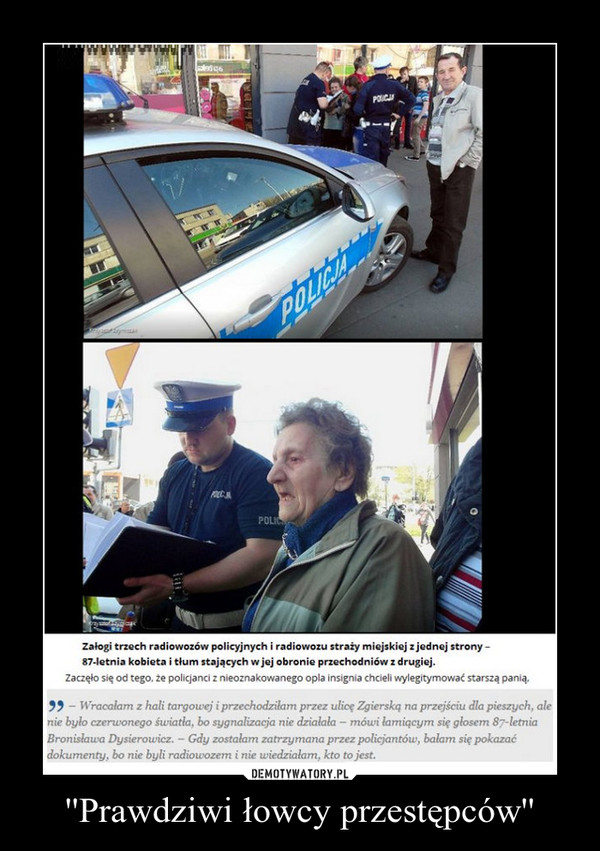 POLICJA
POLICJA
POLICJA
POLIC
Załogi trzech radiowozów policyjnych i radiowozu straży miejskiej z jednej strony –
87-letnia kobieta i tłum stających w jej obronie przechodniów z drugiej.
Zaczęło się od tego, że policjanci z nieoznakowanego opla insignia chcieli wylegitymować starszą panią.
„ – Wracałam z hali targowej i przechodziłam przez ulicę Zgierską na przejściu dla pieszych, ale
nie było czerwonego światła, bo sygnalizacja nie działała – mówi łamiącym się głosem 87-letnia
Bronisława Dysierowicz. – Gdy zostałam zatrzymana przez policjantów, bałam się pokazać
dokumenty, bo nie byli radiowozem i nie wiedziałam, kto to jest.
DEMOTYWATORY.PL
"Prawdziwi łowcy przestępców"